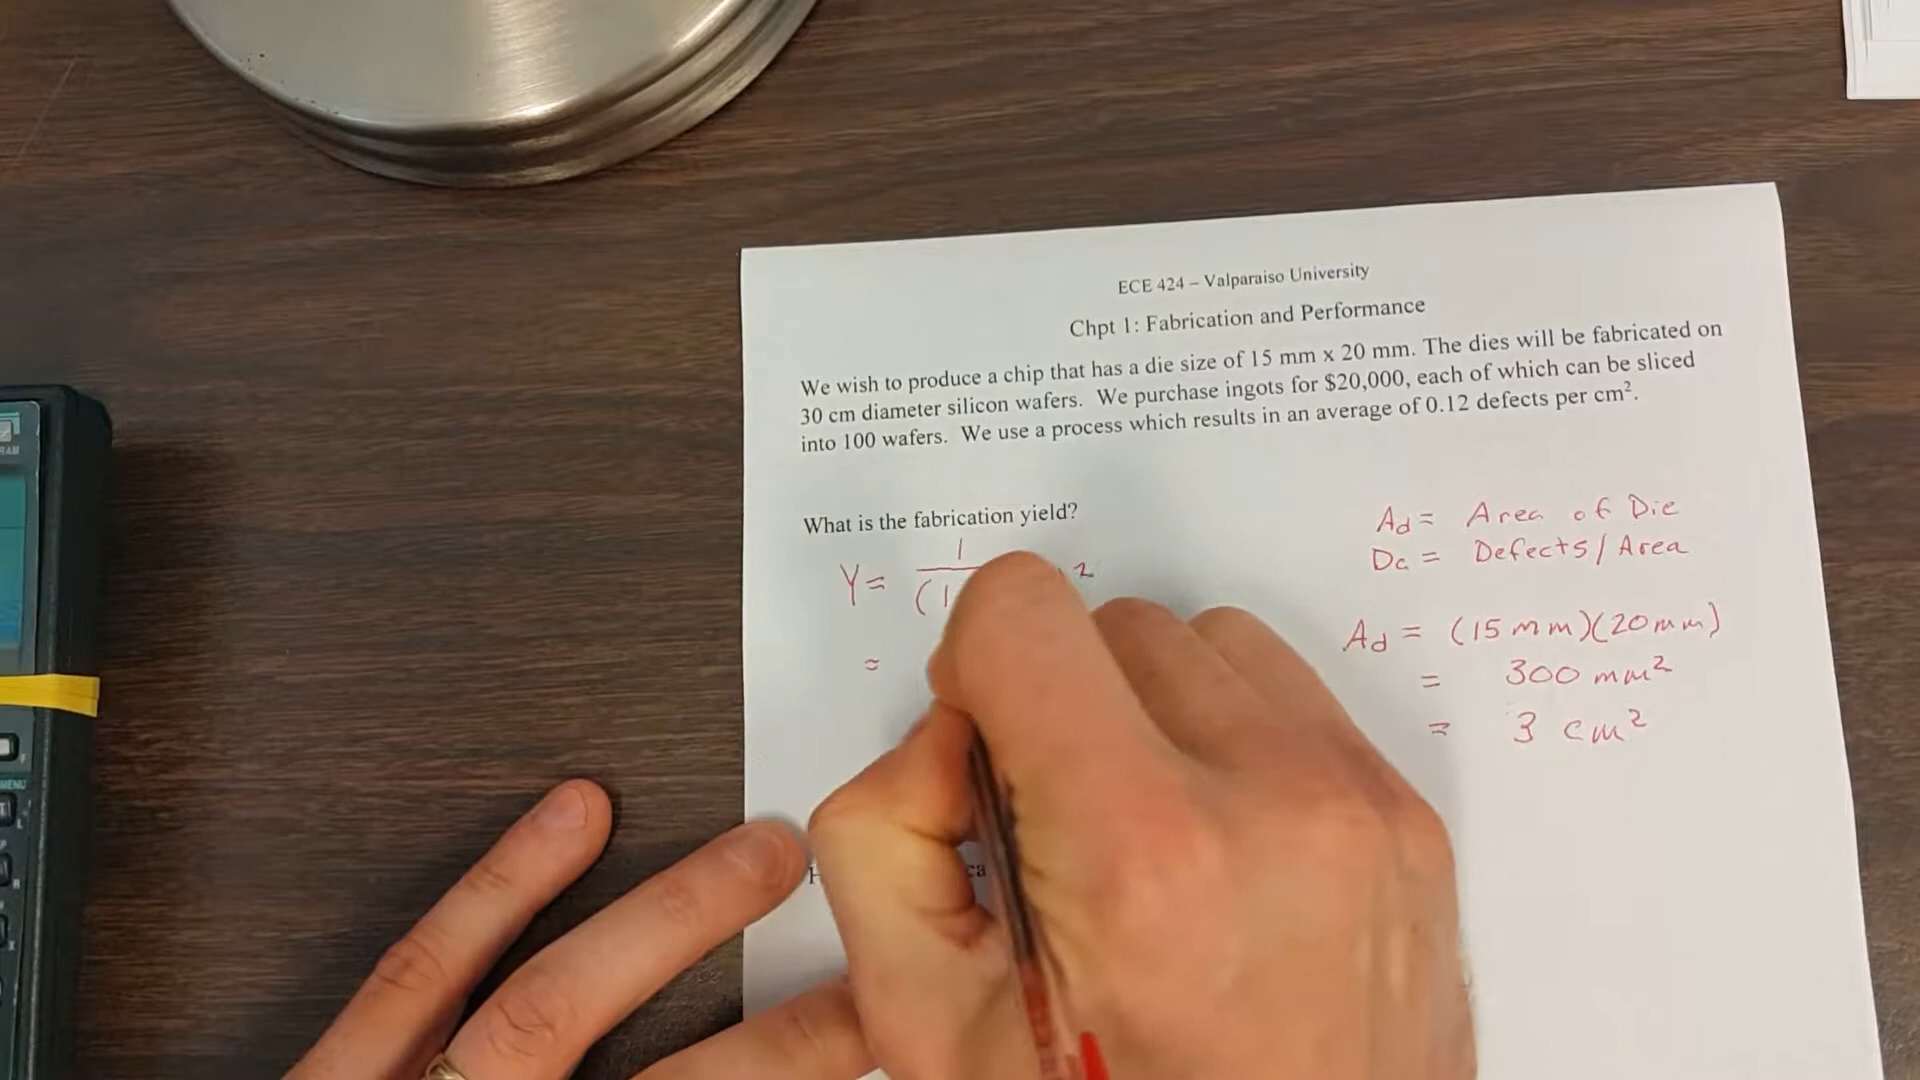 ECE 424 – Valparaiso University
Chpt 1: Fabrication and Performance
We wish to produce a chip that has a die size of 15 mm x 20 mm. The dies will be fabricated on
30 cm diameter silicon wafers. We purchase ingots for $20,000, each of which can be sliced
into 100 wafers. We use a process which results in an average of 0.12 defects per cm².
What is the fabrication yield?
Y = 1
(1 ²
=
Ad = Area of Die
Da = Defects/Area
Ad = (15mm)(20mm)
= 300 mm²
= 3 cm²